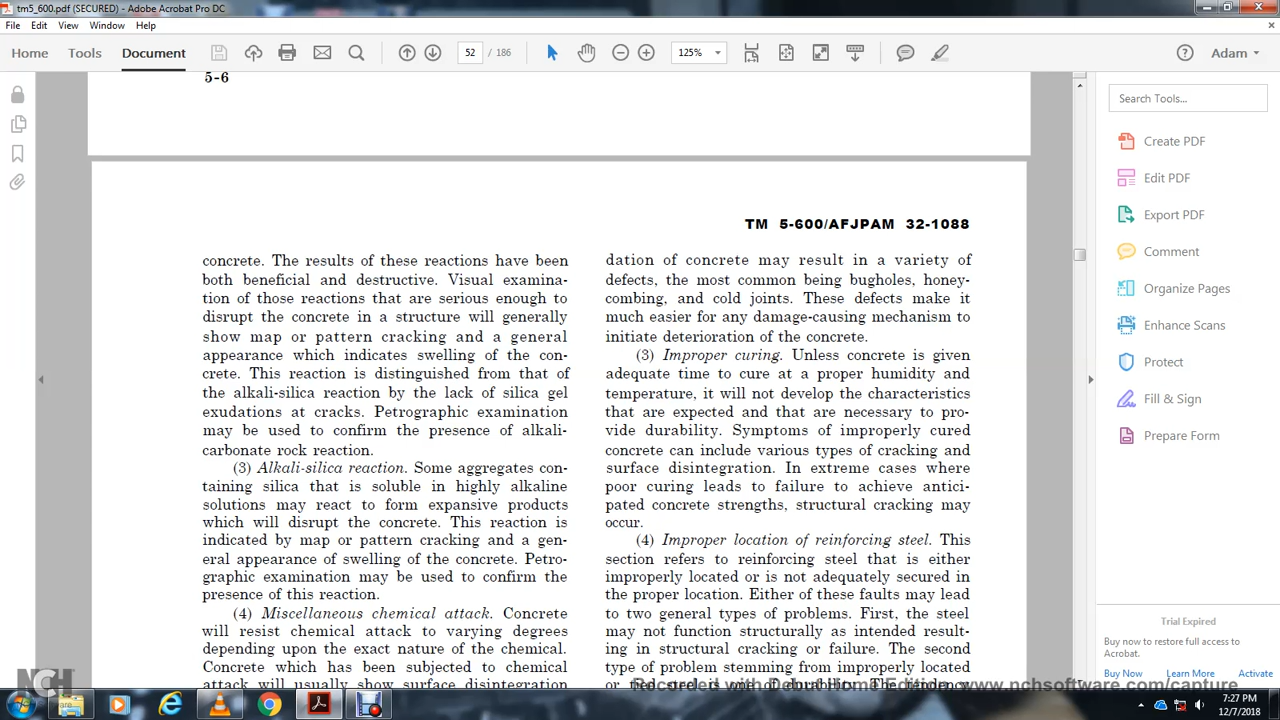 tm5_600.pdf (SECURED) - Adobe Acrobat Pro DC
File Edit View Window Help
Home Tools Document 52 / 186 125% Adam
5-6
TM 5-600/AFJPAM 32-1088
concrete. The results of these reactions have been
both beneficial and destructive. Visual examina-
tion of those reactions that are serious enough to
disrupt the concrete in a structure will generally
show map or pattern cracking and a general
appearance which indicates swelling of the con-
crete. This reaction is distinguished from that of
the alkali-silica reaction by the lack of silica gel
exudations at cracks. Petrographic examination
may be used to confirm the presence of alkali-
carbonate rock reaction.
(3) Alkali-silica reaction. Some aggregates con-
taining silica that is soluble in highly alkaline
solutions may react to form expansive products
which will disrupt the concrete. This reaction is
indicated by map or pattern cracking and a gen-
eral appearance of swelling of the concrete. Petro-
graphic examination may be used to confirm the
presence of this reaction.
(4) Miscellaneous chemical attack. Concrete
will resist chemical attack to varying degrees
depending upon the exact nature of the chemical.
Concrete which has been subjected to chemical
attack will usually show surface disintegration
dation of concrete may result in a variety of
defects, the most common being bugholes, honey-
combing, and cold joints. These defects make it
much easier for any damage-causing mechanism to
initiate deterioration of the concrete.
(3) Improper curing. Unless concrete is given
adequate time to cure at a proper humidity and
temperature, it will not develop the characteristics
that are expected and that are necessary to pro-
vide durability. Symptoms of improperly cured
concrete can include various types of cracking and
surface disintegration. In extreme cases where
poor curing leads to failure to achieve antici-
pated concrete strengths, structural cracking may
occur.
(4) Improper location of reinforcing steel. This
section refers to reinforcing steel that is either
improperly located or is not adequately secured in
the proper location. Either of these faults may lead
to two general types of problems. First, the steel
may not function structurally as intended result-
ing in structural cracking or failure. The second
type of problem stemming from improperly located
Search Tools...
Create PDF
Edit PDF
Export PDF
Comment
Organize Pages
Enhance Scans
Protect
Fill & Sign
Prepare Form
Trial Expired
Buy now to restore full access to
Acrobat.
Buy Now Learn More Activate
NCH
www.nchsoftware.com/capture
7:27 PM
12/7/2018